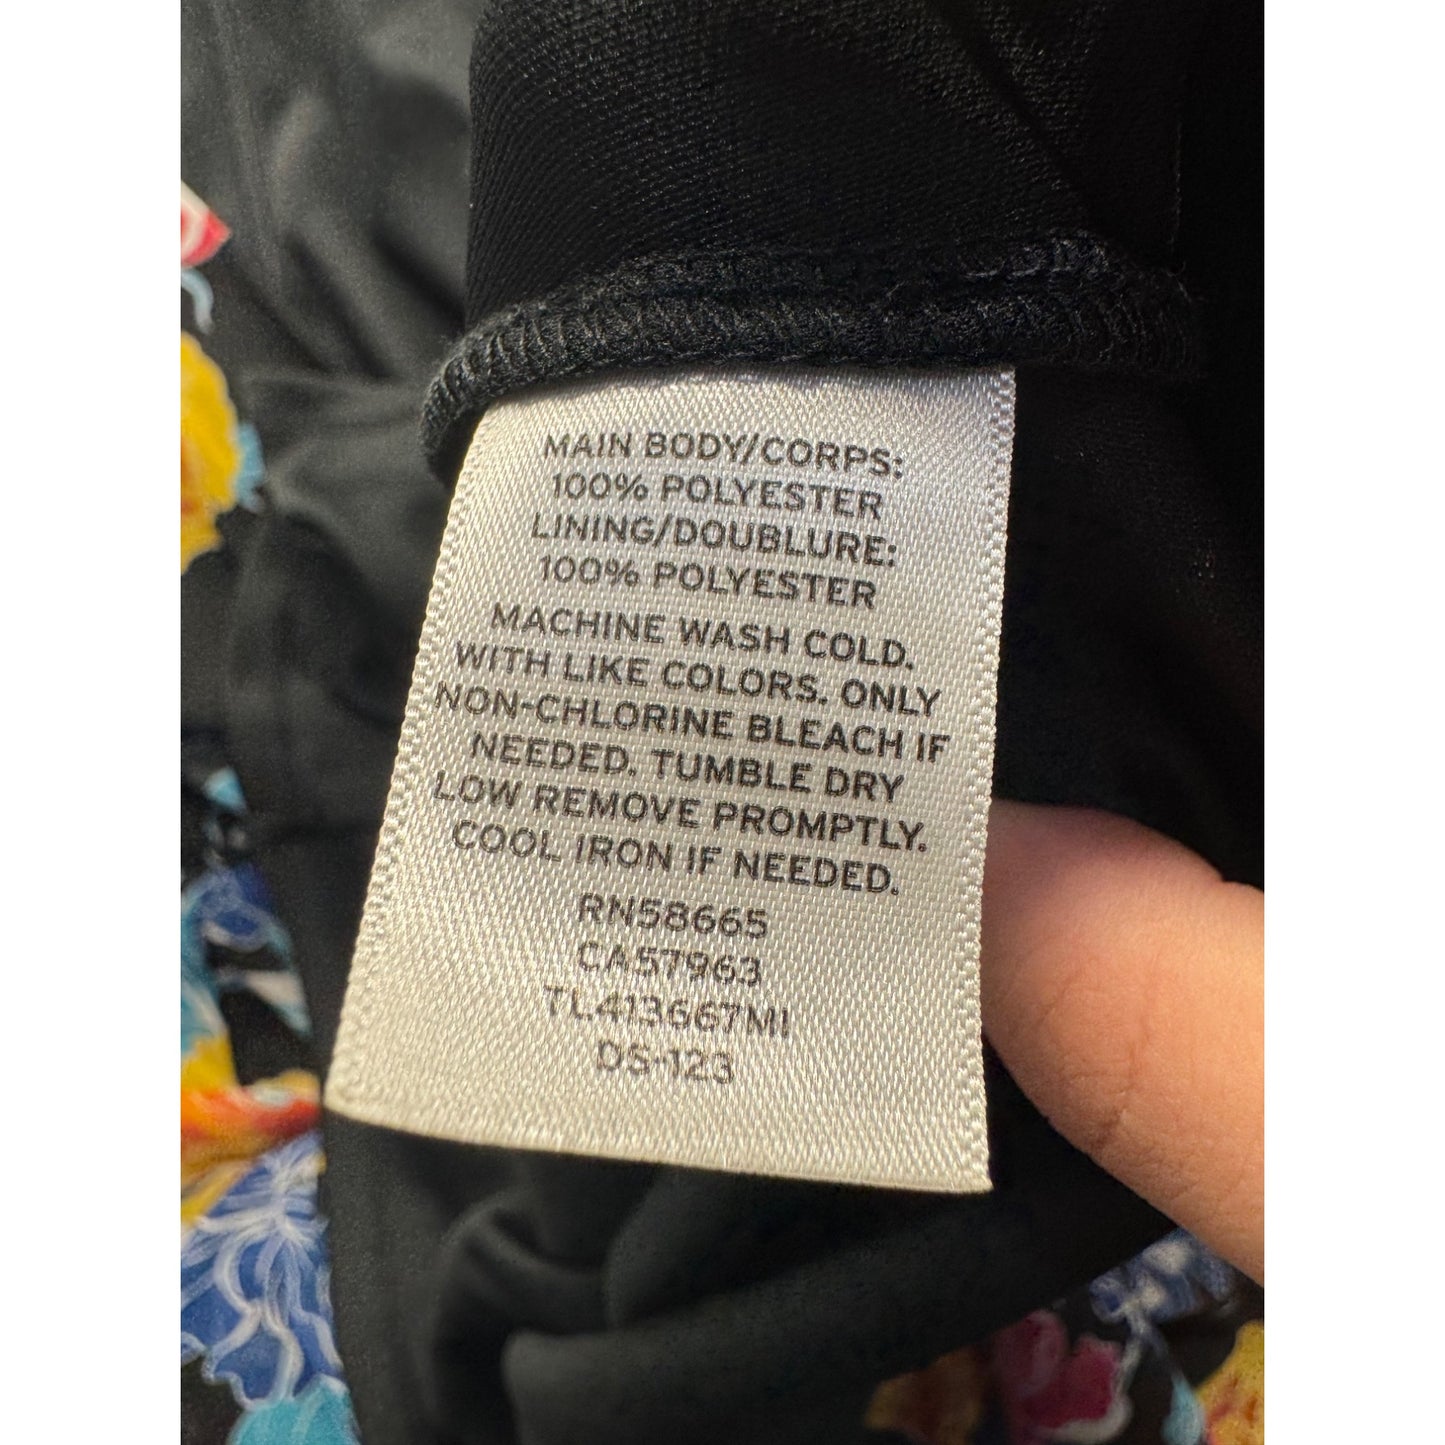 MAIN BODY/CORPS:
100% POLYESTER
LINING/DOUBLURE:
100% POLYESTER
MACHINE WASH COLD.
WITH LIKE COLORS. ONLY
NON-CHLORINE BLEACH IF
NEEDED. TUMBLE DRY
LOW REMOVE PROMPTLY.
COOL IRON IF NEEDED.
RN58665
CA57963
TL413667MI
DS-123